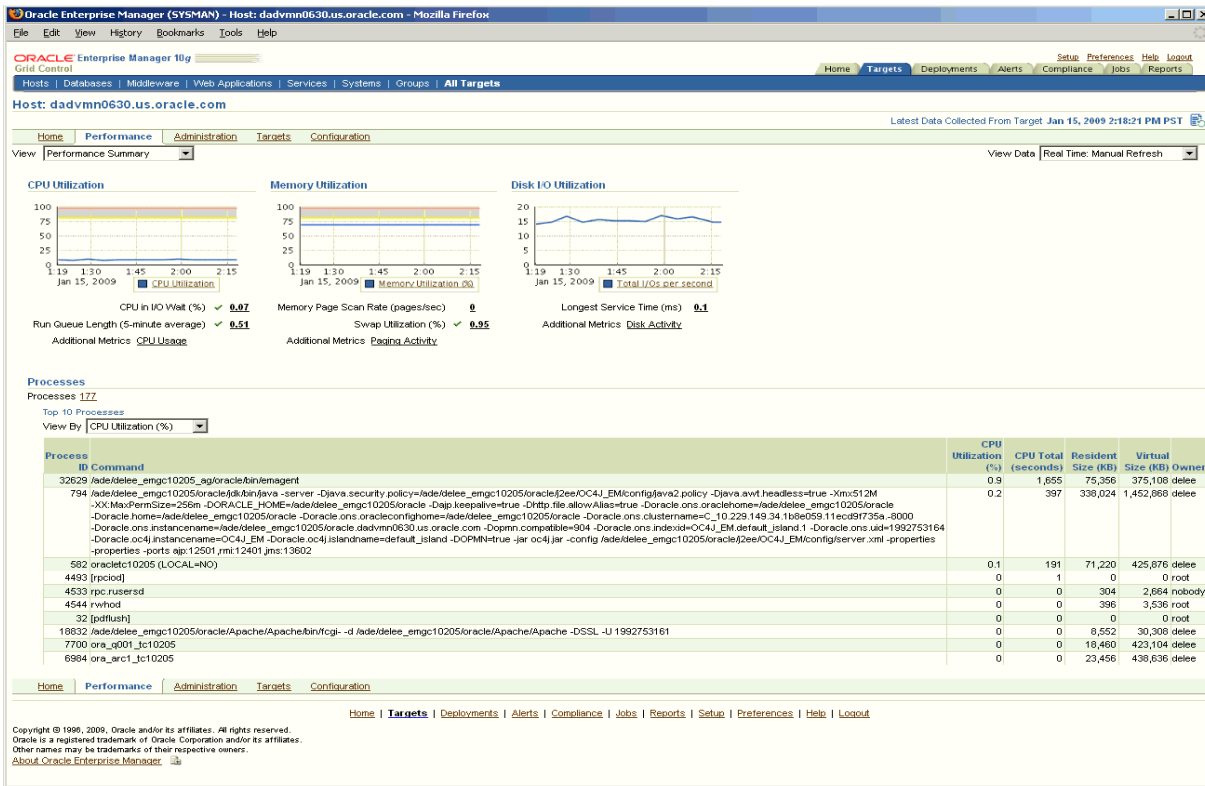 Oracle Enterprise Manager (SYSMAN) - Host: dadvmn0630.us.oracle.com - Mozilla Firefox
File Edit View History Bookmarks Tools Help
ORACLE Enterprise Manager 10g
Grid Control
Setup Preferences Help Logout
Home Targets Deployments Alerts Compliance Jobs Reports
Hosts | Databases | Middleware | Web Applications | Services | Systems | Groups | All Targets
Host: dadvmn0630.us.oracle.com
Latest Data Collected From Target Jan 15, 2009 2:18:21 PM PST
Home Performance Administration Targets Configuration
View Performance Summary
View Data Real Time: Manual Refresh
CPU Utilization
100
75
50
25
0
1:19 1:30 1:45 2:00 2:15
Jan 15, 2009
CPU Utilization
CPU in I/O Wait (%) 0.07
Run Queue Length (5-minute average) 0.51
Additional Metrics CPU Usage
Memory Utilization
100
75
50
25
0
1:19 1:30 1:45 2:00 2:15
Jan 15, 2009
Memory Utilization (%)
Memory Page Scan Rate (pages/sec) 0
Swap Utilization (%) 0.95
Additional Metrics Paging Activity
Disk I/O Utilization
20
15
10
5
0
1:19 1:30 1:45 2:00 2:15
Jan 15, 2009
Total I/Os per second
Longest Service Time (ms) 0.1
Additional Metrics Disk Activity
Processes
Processes 177
Top 10 Processes
View By CPU Utilization (%)
Process ID Command CPU Utilization (%) CPU Total (seconds) Resident Size (KB) Virtual Size (KB) Owner
32629 /ade/delee_emgc10205_ag/oracle/bin/emagent 0.9 1,655 75,356 375,108 delee
794 /ade/delee_emgc10205/oracle/jdk/bin/java -server -Djava.security.policy=/ade/delee_emgc10205/oracle/j2ee/OC4J_EM/config/java2.policy -Djava.awt.headless=true -Xmx512M 0.2 397 338,024 1,452,868 delee
-XX:MaxPermSize=256m -DORACLE_HOME=/ade/delee_emgc10205/oracle -Dajp.keepalive=true -Dhttp.file.allowAlias=true -Doracle.ons.oraclehome=/ade/delee_emgc10205/oracle
-Doracle.home=/ade/delee_emgc10205/oracle -Doracle.ons.oracleconfighome=/ade/delee_emgc10205/oracle -Doracle.ons.clustername=C_10.229.149.34.1b8e059.11ecd9f735a.-8000
-Doracle.ons.instancename=/ade/delee_emgc10205/oracle.dadvmn0630.us.oracle.com -Dopmn.compatible=904 -Doracle.ons.indexid=OC4J_EM.default_island.1 -Doracle.ons.uid=1992753164
-Doracle.oc4j.instancename=OC4J_EM -Doracle.oc4j.islandname=default_island -DOPMN=true -jar oc4j.jar -config /ade/delee_emgc10205/oracle/j2ee/OC4J_EM/config/server.xml -properties
-properties -ports ajp:12501,rmi:12401,jms:13602
582 oracletc10205 (LOCAL=NO) 0.1 191 71,220 425,876 delee
4493 [rpciod] 0 1 0 0 root
4533 rpc.rusersd 0 0 304 2,664 nobody
4544 rwhod 0 0 396 3,536 root
32 [pdflush] 0 0 0 0 root
18832 /ade/delee_emgc10205/oracle/Apache/Apache/bin/fcgi- -d /ade/delee_emgc10205/oracle/Apache/Apache -DSSL -U 1992753161 0 0 8,552 30,308 delee
7700 ora_q001_tc10205 0 0 18,460 423,104 delee
6984 ora_arc1_tc10205 0 0 23,456 438,636 delee
Home Performance Administration Targets Configuration
Home | Targets | Deployments | Alerts | Compliance | Jobs | Reports | Setup | Preferences | Help | Logout
Copyright © 1996, 2009, Oracle and/or its affiliates. All rights reserved.
Oracle is a registered trademark of Oracle Corporation and/or its affiliates.
Other names may be trademarks of their respective owners.
About Oracle Enterprise Manager